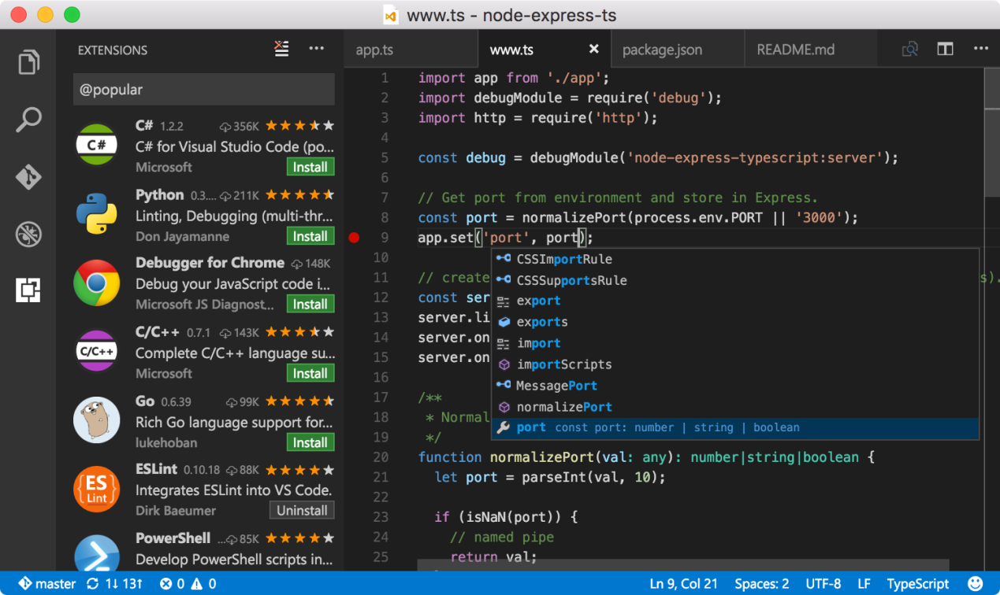 www.ts - node-express-ts
EXTENSIONS
@popular
C# 1.2.2 356K
C# for Visual Studio Code (po...
Microsoft Install
Python 0.3.... 211K
Linting, Debugging (multi-thr...
Don Jayamanne Install
Debugger for Chrome 148K
Debug your JavaScript code i...
Microsoft JS Diagnost... Install
C/C++ 0.7.1 143K
Complete C/C++ language su...
Microsoft Install
Go 0.6.39 99K
Rich Go language support for...
lukehoban Install
ESLint 0.10.18 88K
Integrates ESLint into VS Code.
Dirk Baeumer Uninstall
PowerShell ... 85K
Develop PowerShell scripts in...
C#
C/C++
ES
Lint
app.ts www.ts package.json README.md
1 import app from './app';
2 import debugModule = require('debug');
3 import http = require('http');
4
5 const debug = debugModule('node-express-typescript:server');
6
7 // Get port from environment and store in Express.
8 const port = normalizePort(process.env.PORT || '3000');
9 app.set('port', port);
10
11 // create s).
12 const ser
13 server.li
14 server.on
15 server.on
16
17 /**
18 * Normal
19 */
20 function normalizePort(val: any): number|string|boolean {
21 let port = parseInt(val, 10);
22
23 if (isNaN(port)) {
24 // named pipe
25 return val;
CSSImportRule
CSSSupportsRule
export
exports
import
importScripts
MessagePort
normalizePort
port const port: number | string | boolean
master 1↓ 13↑ 0 0 Ln 9, Col 21 Spaces: 2 UTF-8 LF TypeScript